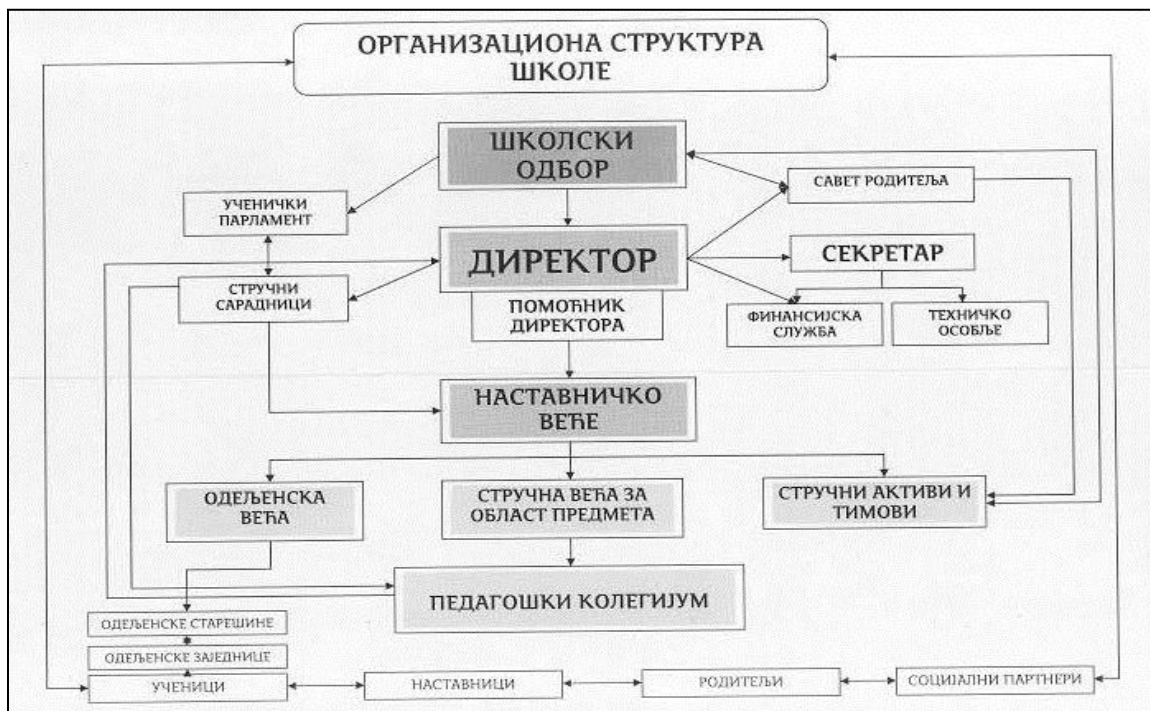 ОРГАНИЗАЦИОНА СТРУКТУРА
ШКОЛЕ
ШКОЛСКИ
ОДБОР
САВЕТ РОДИТЕЉА
УЧЕНИЧКИ
ПАРЛАМЕНТ
ДИРЕКТОР
СЕКРЕТАР
СТРУЧНИ
САРАДНИЦИ
ПОМОЋНИК
ДИРЕКТОРА
ФИНАНСИЈСКА
СЛУЖБА
ТЕХНИЧКО
ОСОБЉЕ
НАСТАВНИЧКО
ВЕЋЕ
ОДЕЉЕНСКА
ВЕЋА
СТРУЧНА ВЕЋА ЗА
ОБЛАСТ ПРЕДМЕТА
СТРУЧНИ АКТИВИ И
ТИМОВИ
ПЕДАГОШКИ КОЛЕГИЈУМ
ОДЕЉЕНСКЕ СТАРЕШИНЕ
ОДЕЉЕНСКЕ ЗАЈЕДНИЦЕ
УЧЕНИЦИ
НАСТАВНИЦИ
РОДИТЕЉИ
СОЦИЈАЛНИ ПАРТНЕРИ